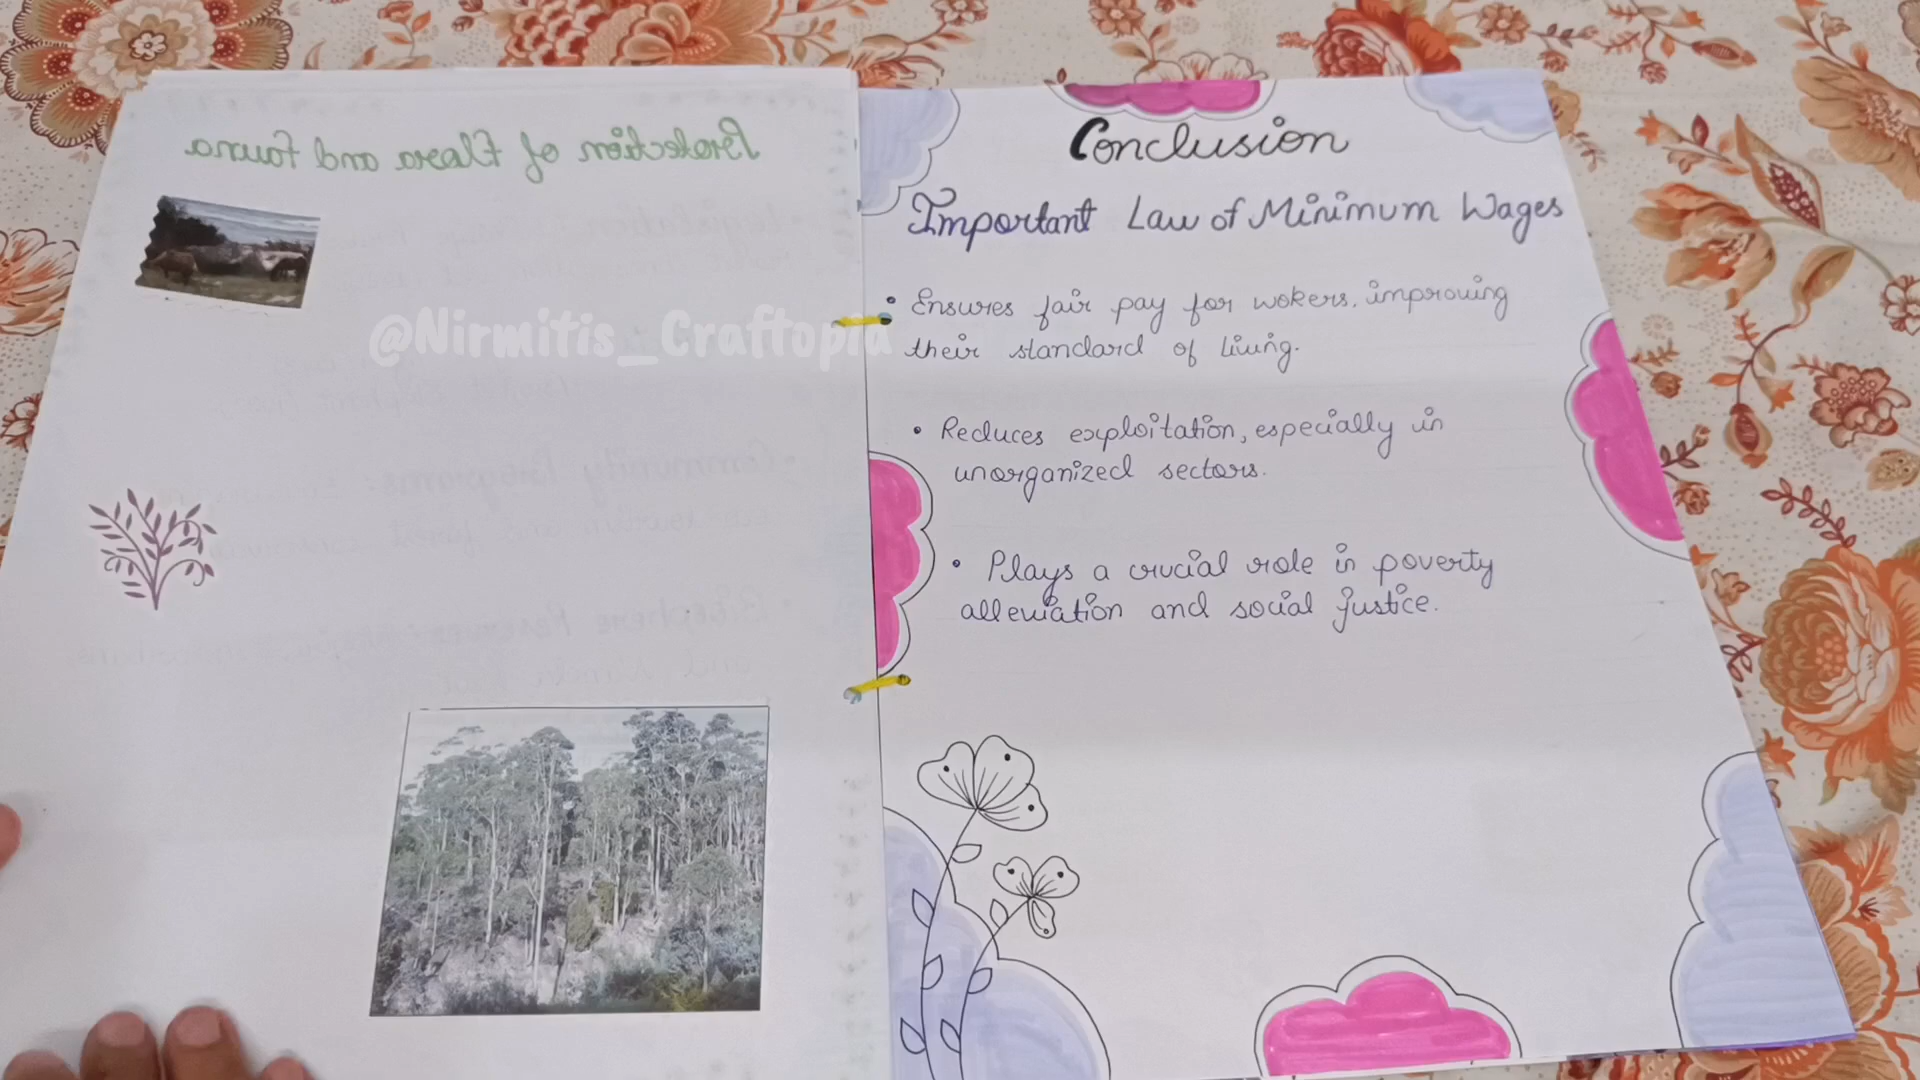 Protection of Flora and fauna
@Nirmitis_Craftopia
Conclusion
Important Law of Minimum Wages
• Ensures fair pay for wokers. improving
their standard of living.
• Reduces exploitation, especially in
unorganized sectors.
• Plays a crucial role in poverty
alleviation and social justice.